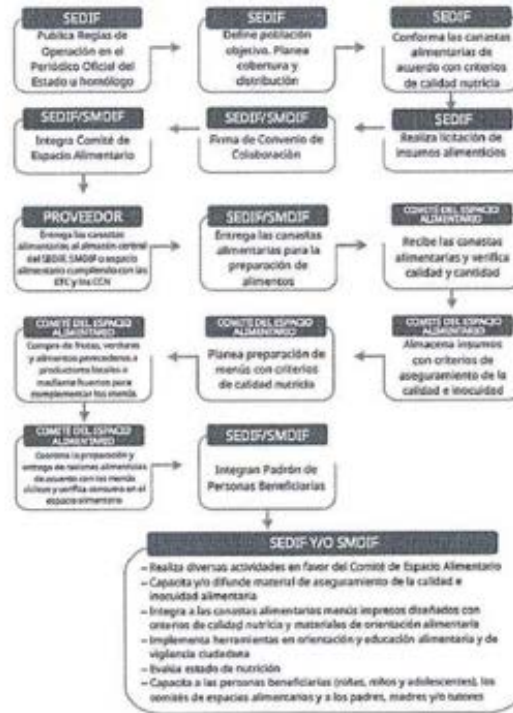 SEDIF
Publica Reglas de
Operación en el
Periódico Oficial del
Estado u homólogo
SEDIF
Define población
objetivo. Planea
cobertura y
distribución
SEDIF
Conforma las canastas
alimentarias de
acuerdo con criterios
de calidad nutricia
SEDIF
Realiza licitación de
insumos alimenticios
SEDIF/SMDIF
Firma de Convenio de
Colaboración
SEDIF/SMDIF
Integra Comité de
Espacio Alimentario
PROVEEDOR
Entrega las canastas
alimentarias al almacén central
del SEDIF, SMDIF o espacio
alimentario cumpliendo con las
ETC y los CCN
SEDIF/SMDIF
Entrega las canastas
alimentarias para la
preparación de
alimentos
COMITÉ DEL ESPACIO
ALIMENTARIO
Recibe las canastas
alimentarias y verifica
calidad y cantidad
COMITÉ DEL ESPACIO
ALIMENTARIO
Almacena insumos
con criterios de
aseguramiento de la
calidad e inocuidad
COMITÉ DEL ESPACIO
ALIMENTARIO
Planea preparación de
menús con criterios
de calidad nutricia
COMITÉ DEL ESPACIO
ALIMENTARIO
Compra de frutas, verduras
y alimentos perecederos a
productores locales o
mediante huertos para
complementar los menús
COMITÉ DEL ESPACIO
ALIMENTARIO
Coordina la preparación y
entrega de raciones alimenticias de
acuerdo con los menús
cíclicos y verifica consumo en el
espacio alimentario
SEDIF/SMDIF
Integran Padrón de
Personas Beneficiarias
SEDIF Y/O SMDIF
– Realiza diversas actividades en favor del Comité de Espacio Alimentario
– Capacita y/o difunde material de aseguramiento de la calidad e
inocuidad alimentaria
– Integra a las canastas alimentarias menús impresos diseñados con
criterios de calidad nutricia y materiales de orientación alimentaria
– Implementa herramientas en orientación y educación alimentaria y de
vigilancia ciudadana
– Evalúa estado de nutrición
– Capacita a las personas beneficiarias (niñas, niños y adolescentes), los
comités de espacios alimentarios y a los padres, madres y/o tutores